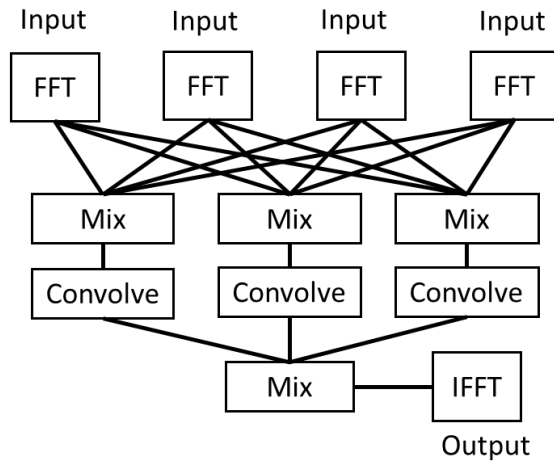 Input Input Input Input
FFT FFT FFT FFT
Mix Mix Mix
Convolve Convolve Convolve
Mix IFFT
Output